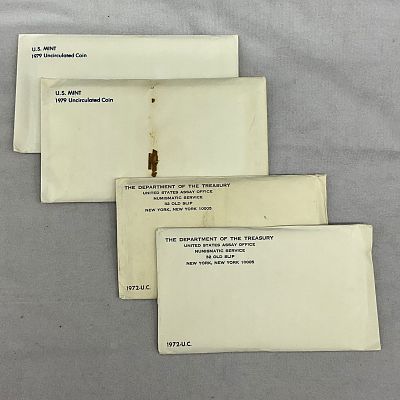 U.S. MINT
1979 Uncirculated Coin
U.S. MINT
1979 Uncirculated Coin
THE DEPARTMENT OF THE TREASURY
UNITED STATES ASSAY OFFICE
NUMISMATIC SERVICE
32 OLD SLIP
NEW YORK, NEW YORK 10005
1972-U.C.
THE DEPARTMENT OF THE TREASURY
UNITED STATES ASSAY OFFICE
NUMISMATIC SERVICE
32 OLD SLIP
NEW YORK, NEW YORK 10005
1972-U.C.